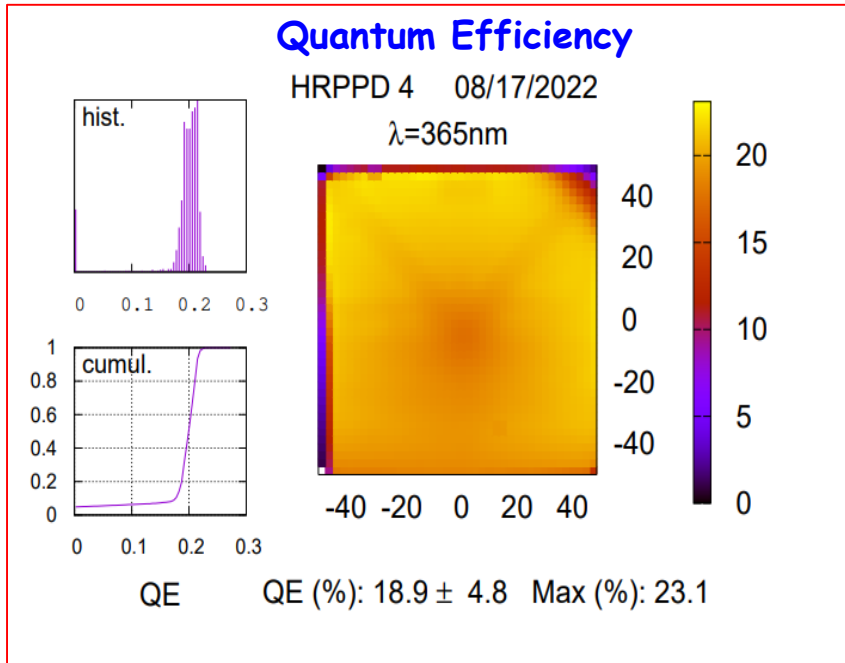 Quantum Efficiency
HRPPD 4 08/17/2022
λ=365nm
hist.
0 0.1 0.2 0.3
cumul.
1
0.8
0.6
0.4
0.2
0
0 0.1 0.2 0.3
QE
40
20
0
-20
-40
-40 -20 0 20 40
20
15
10
5
0
QE (%): 18.9 ± 4.8 Max (%): 23.1